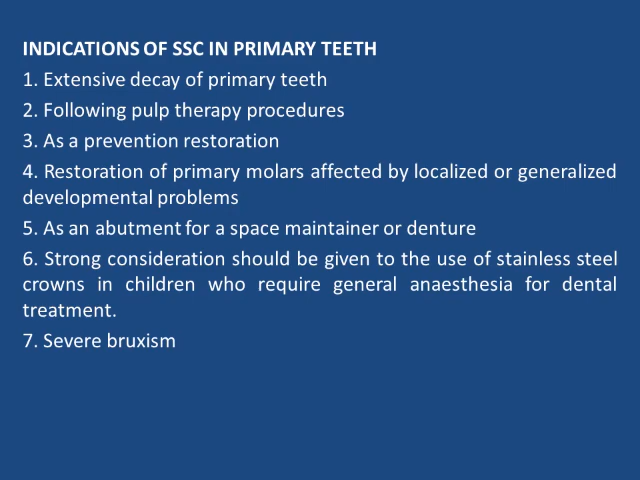 INDICATIONS OF SSC IN PRIMARY TEETH
1. Extensive decay of primary teeth
2. Following pulp therapy procedures
3. As a prevention restoration
4. Restoration of primary molars affected by localized or generalized
developmental problems
5. As an abutment for a space maintainer or denture
6. Strong consideration should be given to the use of stainless steel
crowns in children who require general anaesthesia for dental
treatment.
7. Severe bruxism